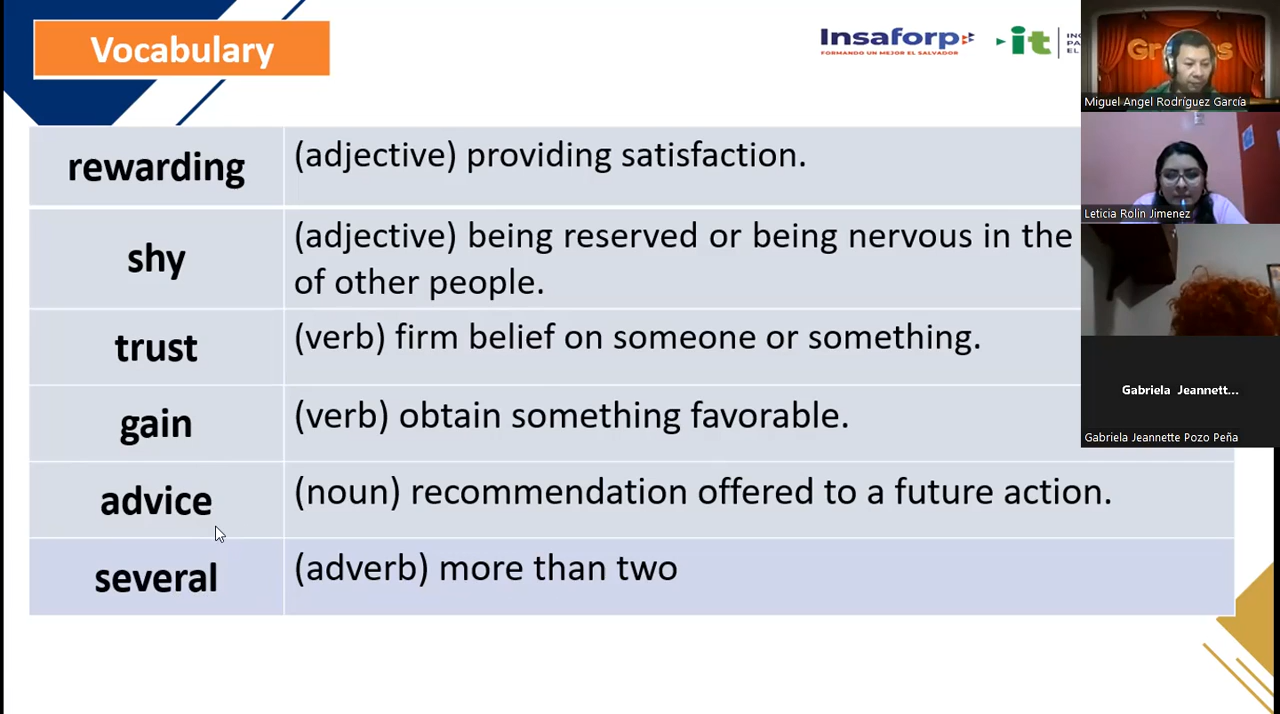 Vocabulary
Insaforp
FORMANDO UN MEJOR EL SALVADOR
it
rewarding
(adjective) providing satisfaction.
shy
(adjective) being reserved or being nervous in the
of other people.
trust
(verb) firm belief on someone or something.
gain
(verb) obtain something favorable.
advice
(noun) recommendation offered to a future action.
several
(adverb) more than two
Miguel Angel Rodríguez García
Leticia Rolín Jimenez
Gabriela Jeannett...
Gabriela Jeannette Pozo Peña